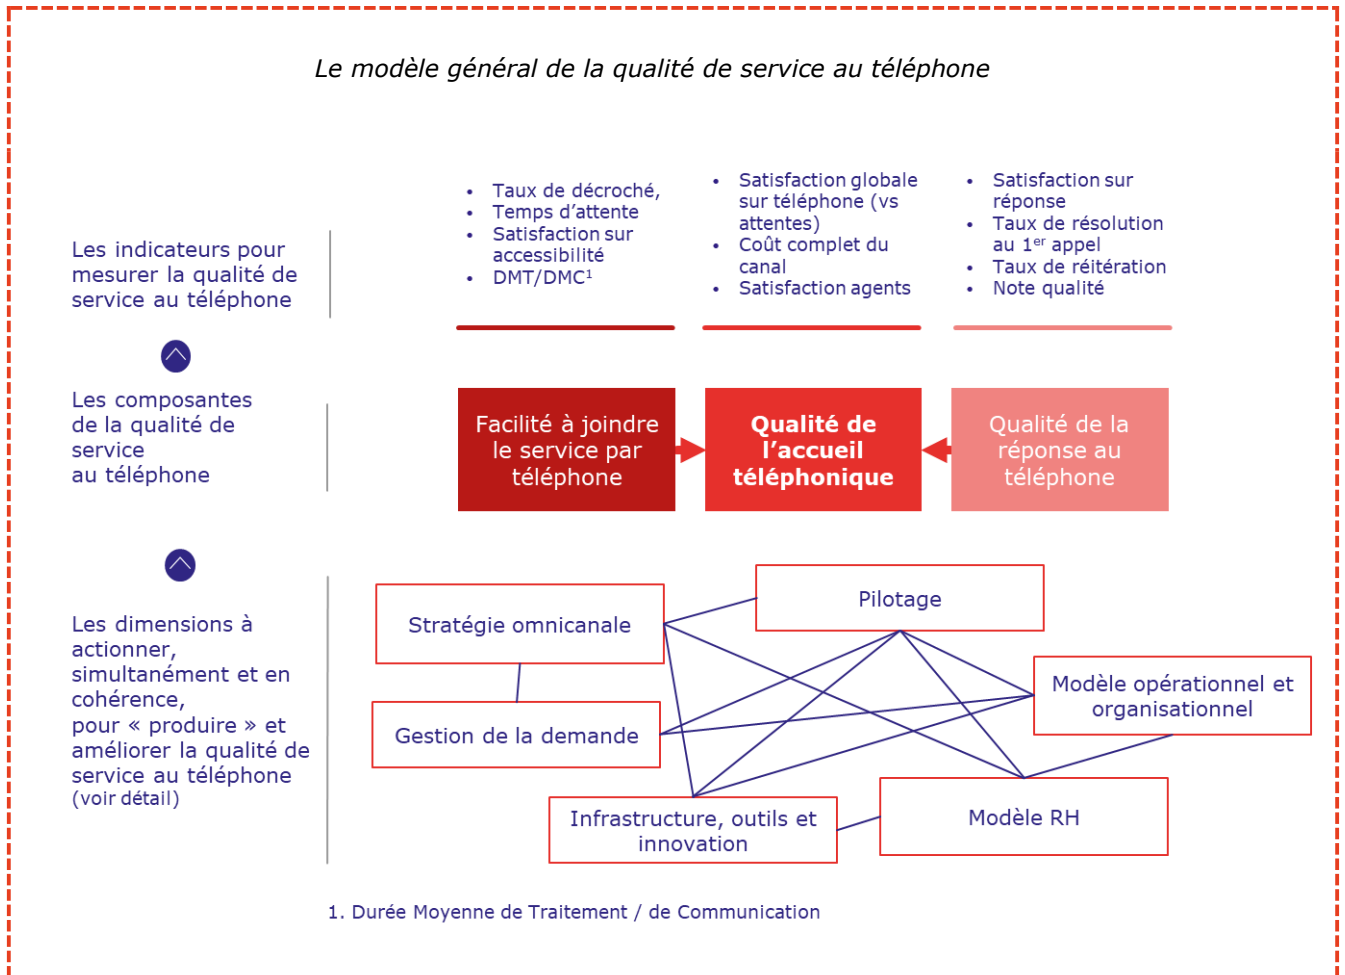 Le modèle général de la qualité de service au téléphone
Les indicateurs pour
mesurer la qualité de
service au téléphone
• Taux de décroché,
• Temps d’attente
• Satisfaction sur
accessibilité
• DMT/DMC¹
• Satisfaction globale
sur téléphone (vs
attentes)
• Coût complet du
canal
• Satisfaction agents
• Satisfaction sur
réponse
• Taux de résolution
au 1er appel
• Taux de réitération
• Note qualité
Les composantes
de la qualité de
service
au téléphone
Facilité à joindre
le service par
téléphone
Qualité de
l’accueil
téléphonique
Qualité de la
réponse au
téléphone
Les dimensions à
actionner,
simultanément et en
cohérence,
pour « produire » et
améliorer la qualité de
service au téléphone
(voir détail)
Stratégie omnicanale
Pilotage
Gestion de la demande
Modèle opérationnel et
organisationnel
Infrastructure, outils et
innovation
Modèle RH
1. Durée Moyenne de Traitement / de Communication